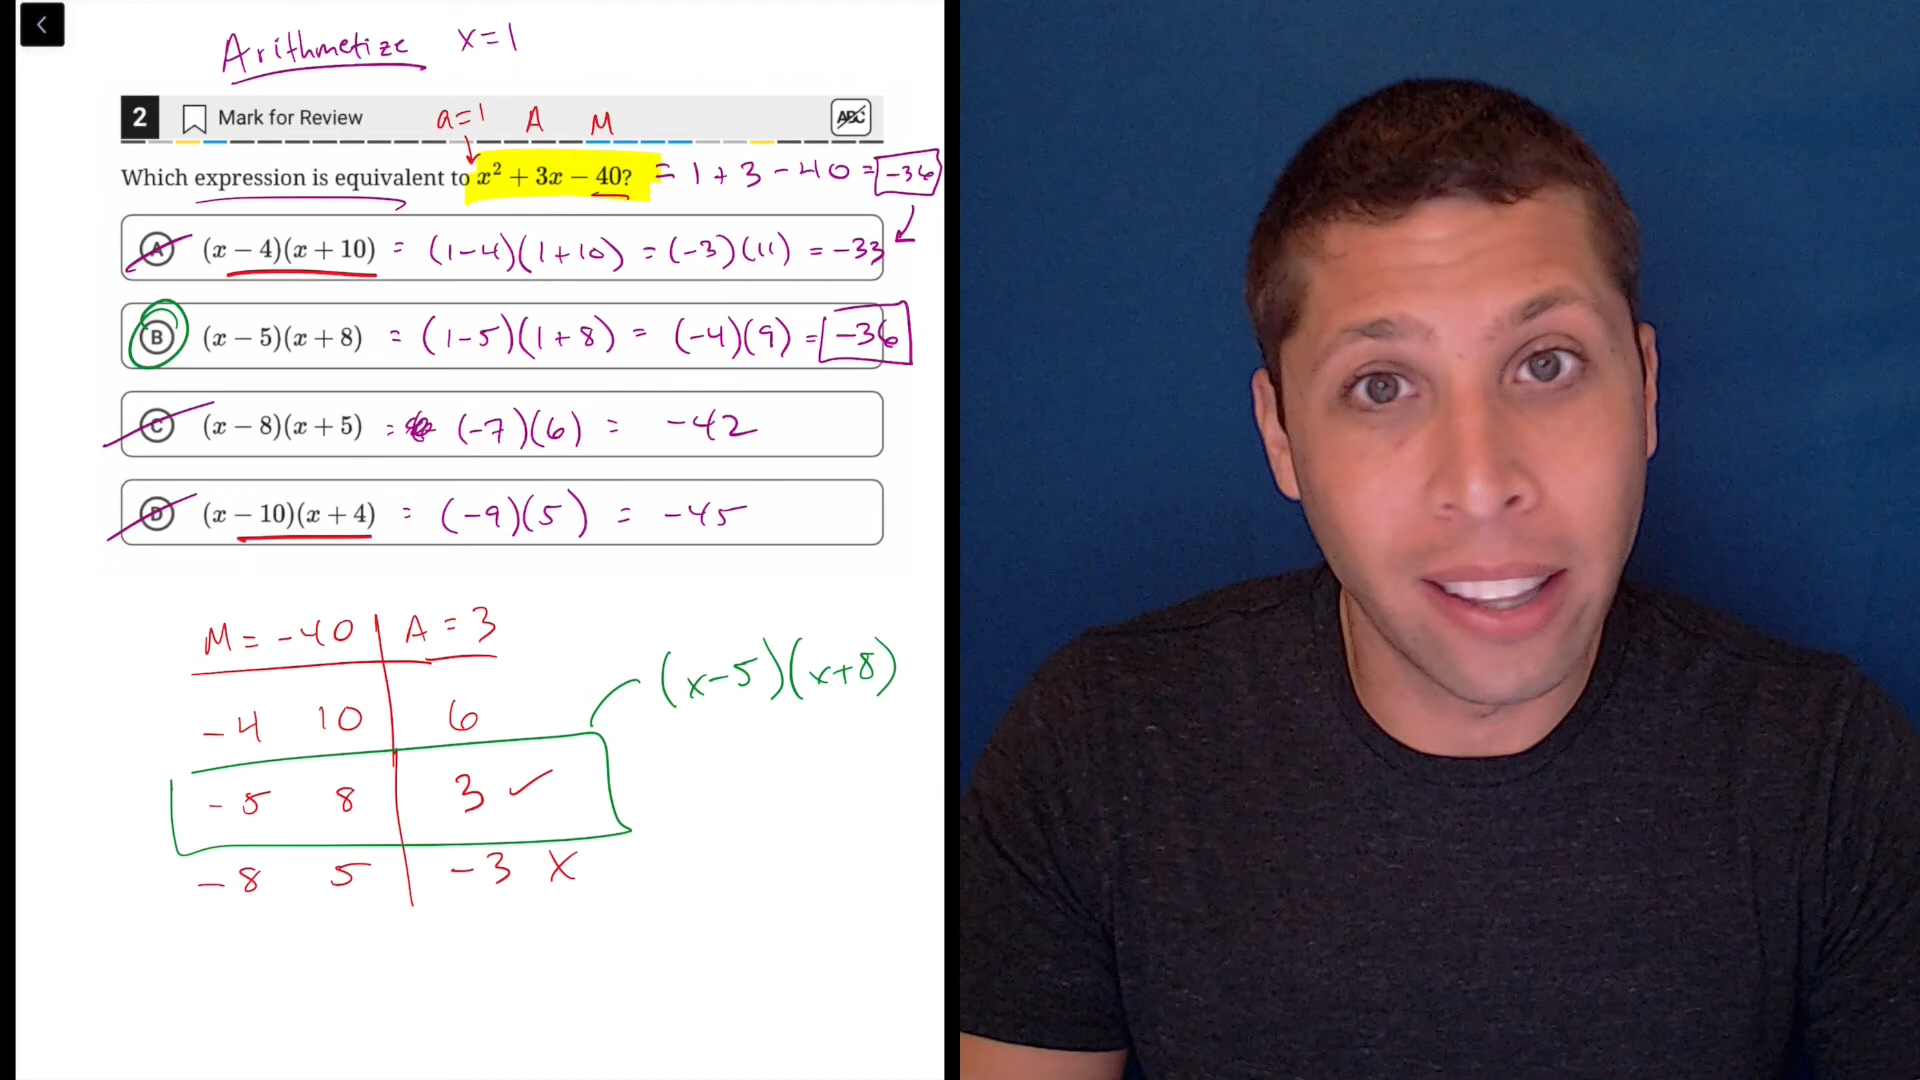 Arithmetize x=1
2 Mark for Review a=1 A M ABC
Which expression is equivalent to x² + 3x − 40? = 1 + 3 - 40 = -36
A (x − 4)(x + 10) = (1-4)(1+10) = (-3)(11) = -33
B (x − 5)(x + 8) = (1-5)(1+8) = (-4)(9) = -36
C (x − 8)(x + 5) = (-7)(6) = -42
D (x − 10)(x + 4) = (-9)(5) = -45
M = -40 A = 3
(x-5)(x+8)
-4 10 6
-5 8 3 ✓
-8 5 -3 X